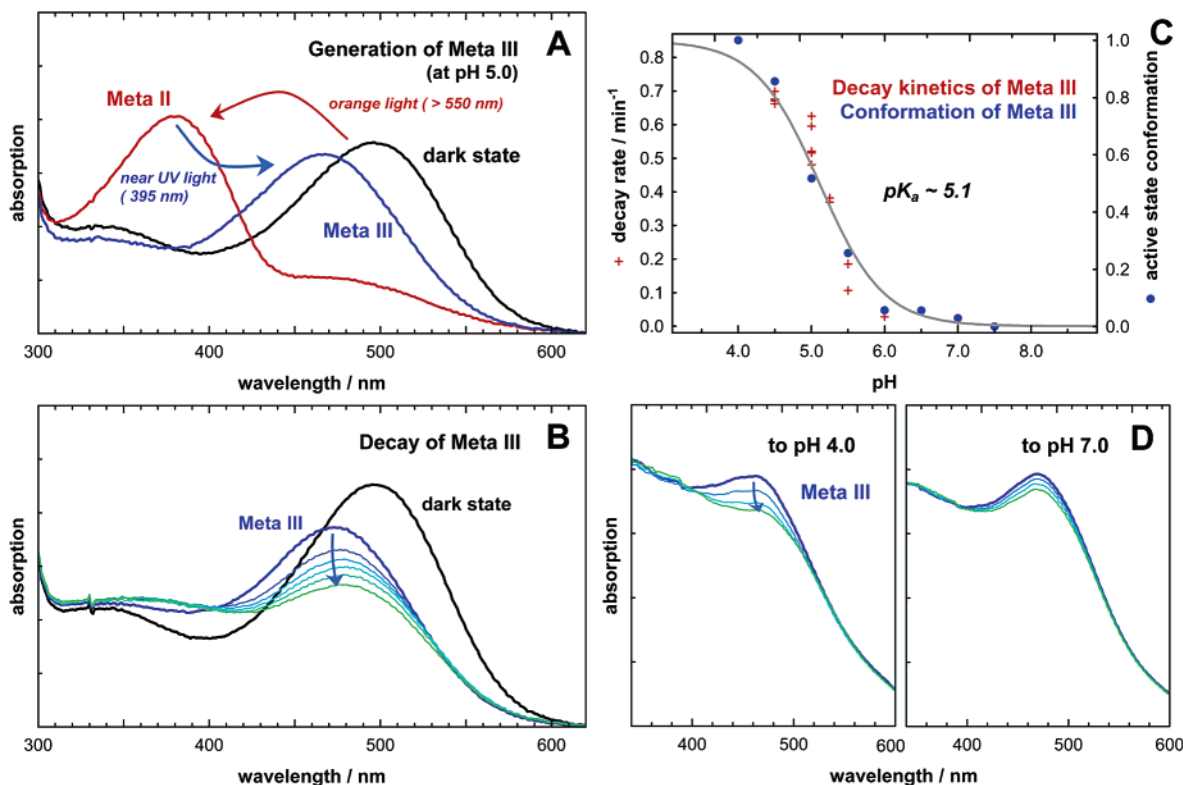 A
Generation of Meta III
(at pH 5.0)
Meta II
orange light ( > 550 nm)
dark state
near UV light
( 395 nm)
Meta III
absorption
300 400 500 600
wavelength / nm
C
0.8
0.7
0.6
0.5
0.4
0.3
0.2
0.1
0.0
+ decay rate / min⁻¹
Decay kinetics of Meta III
Conformation of Meta III
pKₐ ~ 5.1
1.0
0.8
0.6
0.4
0.2
0.0
● active state conformation
4.0 5.0 6.0 7.0 8.0
pH
B
Decay of Meta III
dark state
Meta III
absorption
300 400 500 600
wavelength / nm
D
to pH 4.0
Meta III
absorption
400 500 600
wavelength / nm
to pH 7.0
400 500 600
wavelength / nm